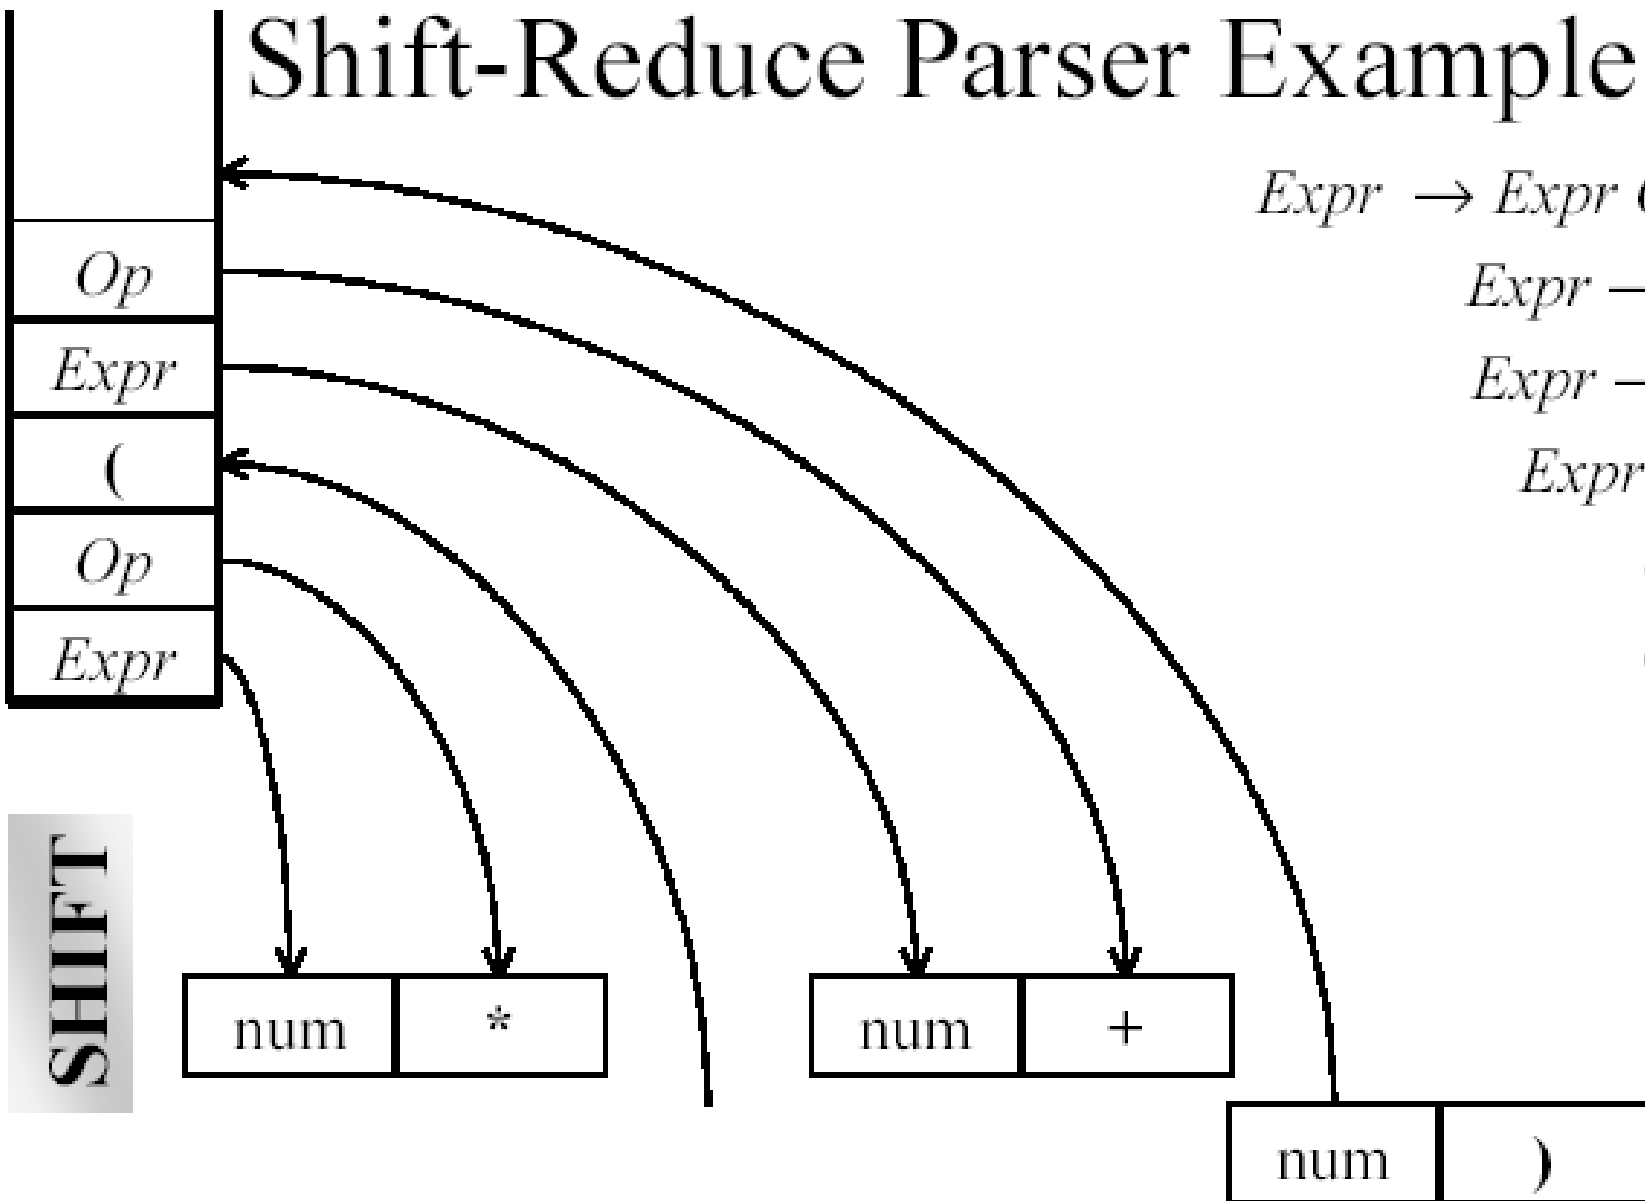 Shift-Reduce Parser Example
Expr → Expr
Op
Expr →
Expr
Expr →
(
Expr
Op
Expr
SHIFT
num *
num +
num )